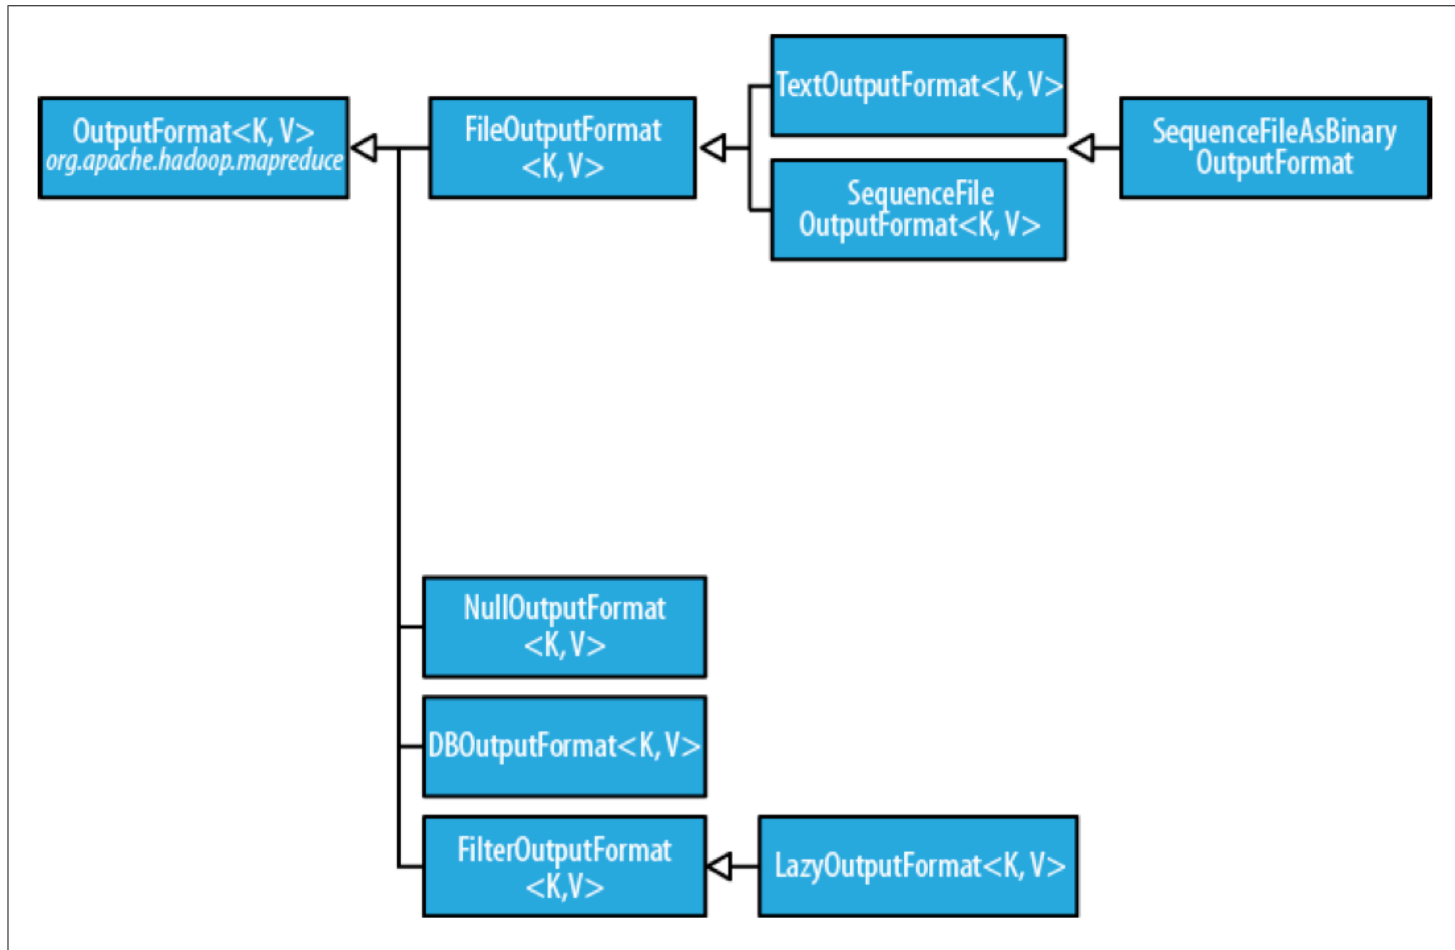 OutputFormat<K, V>
org.apache.hadoop.mapreduce
FileOutputFormat
<K, V>
TextOutputFormat<K, V>
SequenceFile
OutputFormat<K, V>
SequenceFileAsBinary
OutputFormat
NullOutputFormat
<K, V>
DBOutputFormat<K, V>
FilterOutputFormat
<K,V>
LazyOutputFormat<K, V>